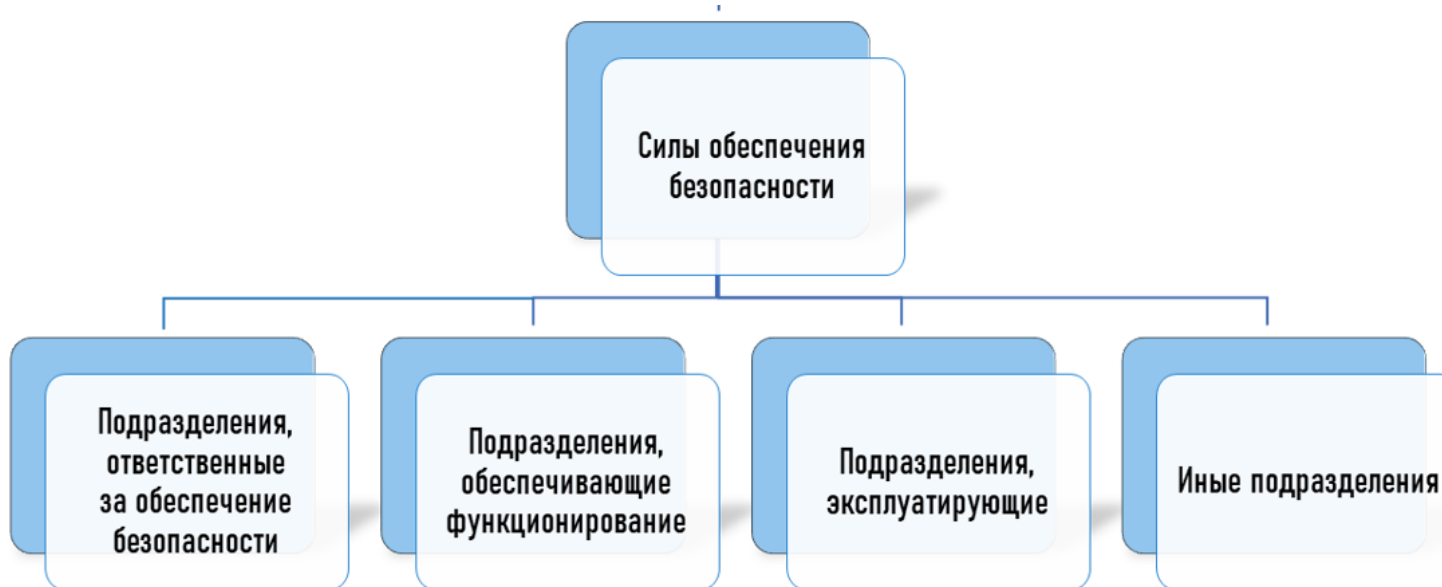 Силы обеспечения
безопасности
Подразделения,
ответственные
за обеспечение
безопасности
Подразделения,
обеспечивающие
функционирование
Подразделения,
эксплуатирующие
Иные подразделения